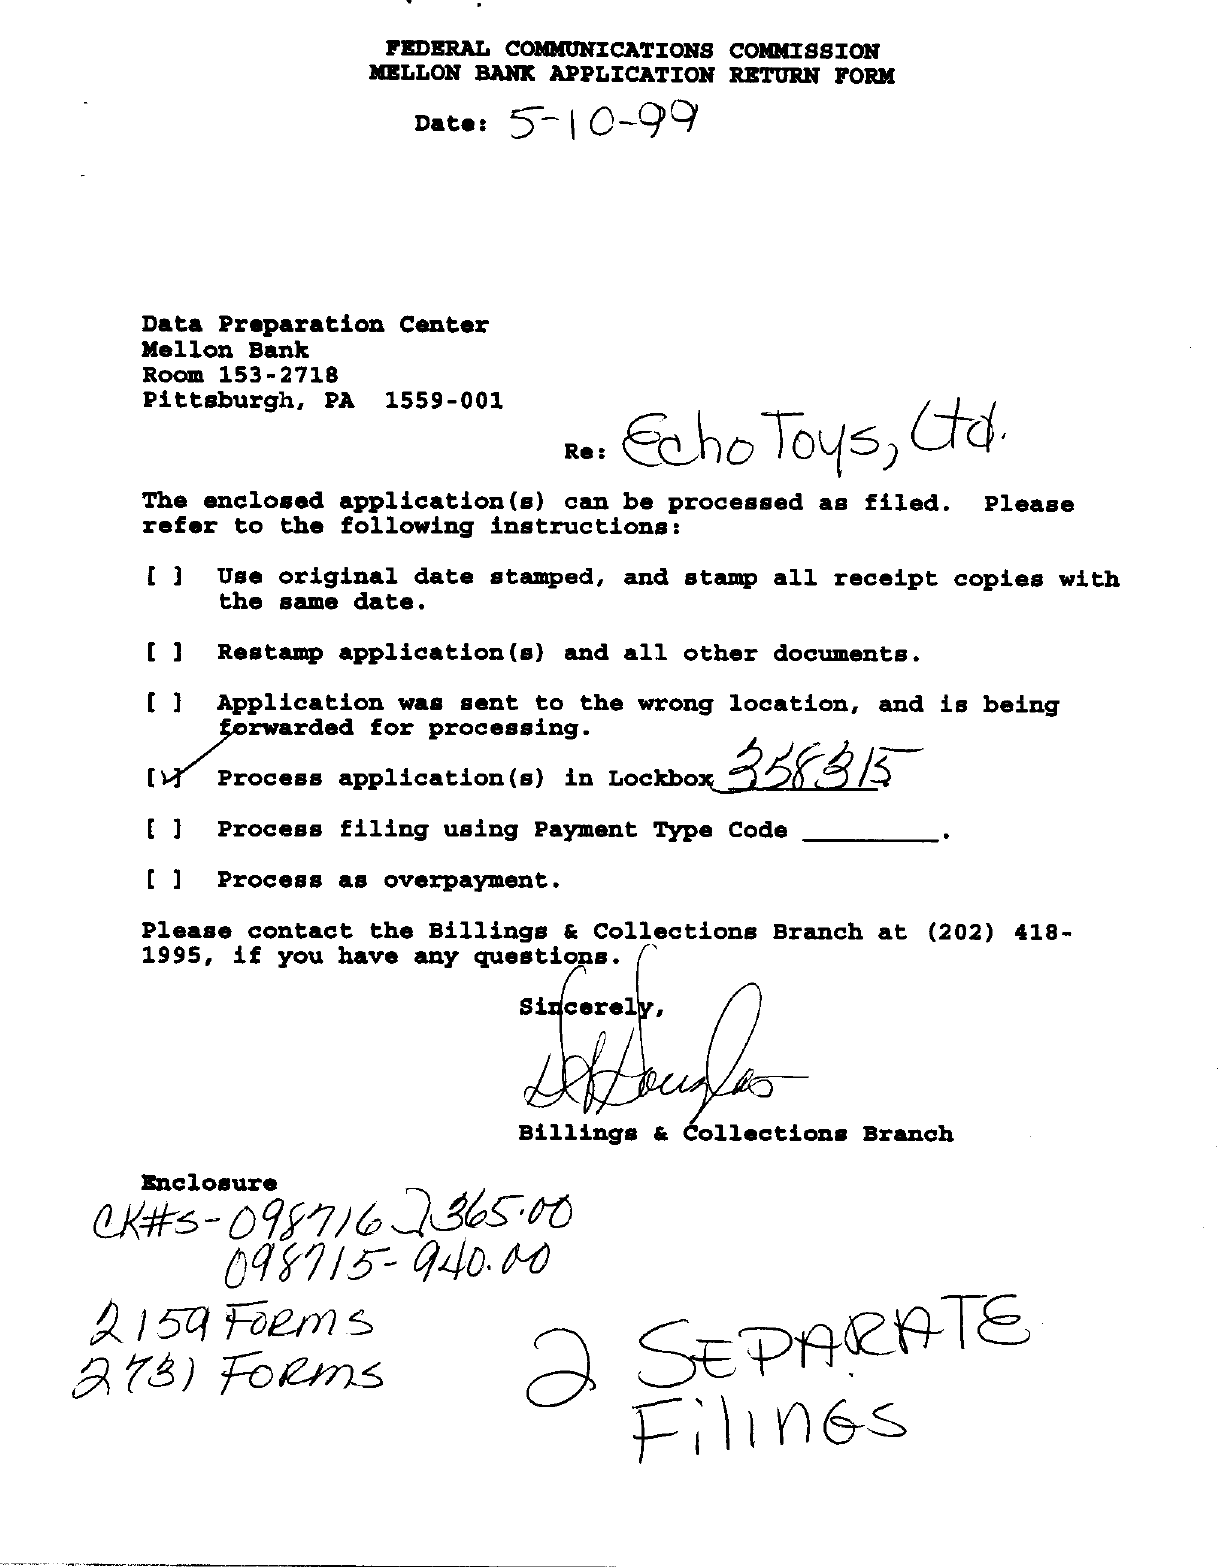 FEDERAL COMMUNICATIONS COMMISSION
MELLON BANK APPLICATION RETURN FORM
Date: 5-10-99
Data Preparation Center
Mellon Bank
Room 153-2718
Pittsburgh, PA 1559-001
Re: Echo Toys, Ltd.
The enclosed application(s) can be processed as filed. Please
refer to the following instructions:
[ ] Use original date stamped, and stamp all receipt copies with
the same date.
[ ] Restamp application(s) and all other documents.
[ ] Application was sent to the wrong location, and is being
forwarded for processing.
[✓] Process application(s) in Lockbox 358315
[ ] Process filing using Payment Type Code _________.
[ ] Process as overpayment.
Please contact the Billings & Collections Branch at (202) 418-
1995, if you have any questions.
Sincerely,
Douglas
Billings & Collections Branch
Enclosure
CK#s-098716 365.00
098715-940.00
2 159 Forms
2 731 Forms
2 SEPARATE
FilinGS